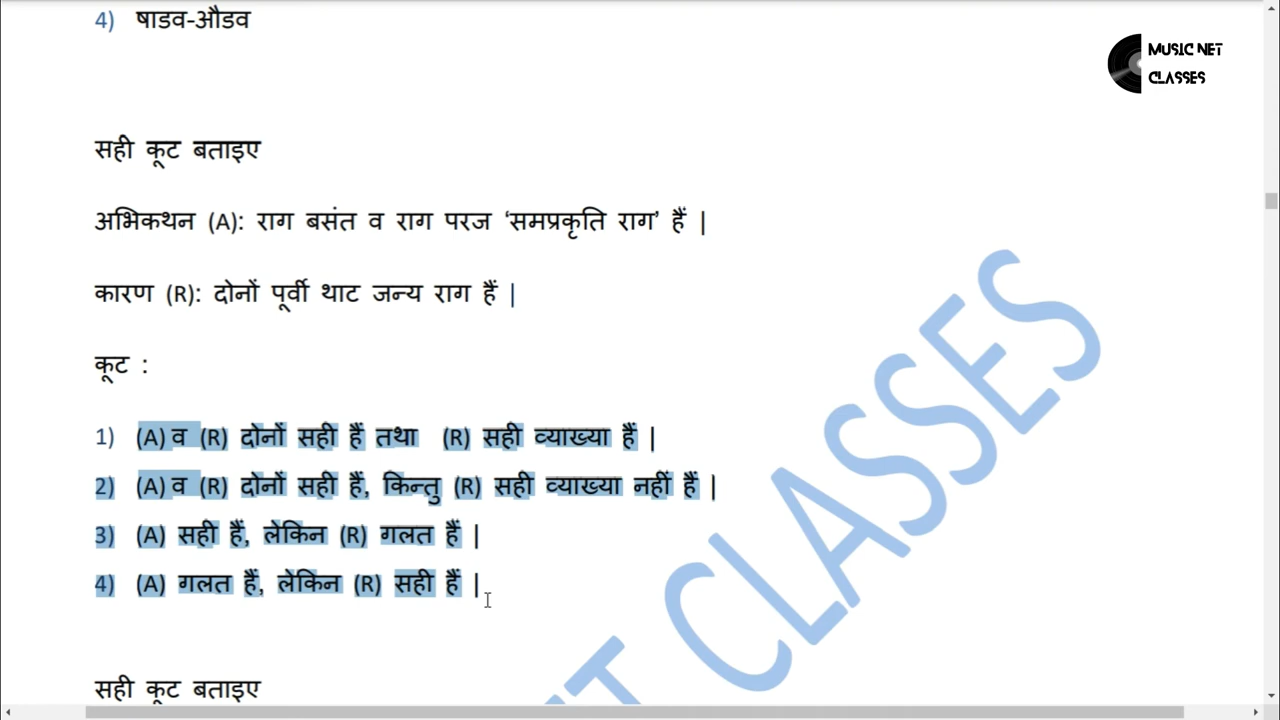 4) षाडव-औडव
MUSIC NET
CLASSES
सही कूट बताइए
अभिकथन (A): राग बसंत व राग परज ‘समप्रकृति राग’ हैं |
कारण (R): दोनों पूर्वी थाट जन्य राग हैं |
कूट :
1) (A) व (R) दोनों सही हैं तथा (R) सही व्याख्या हैं |
2) (A) व (R) दोनों सही हैं, किन्तु (R) सही व्याख्या नहीं हैं |
3) (A) सही हैं, लेकिन (R) गलत हैं |
4) (A) गलत हैं, लेकिन (R) सही हैं |
सही कूट बताइए
T CLASSES